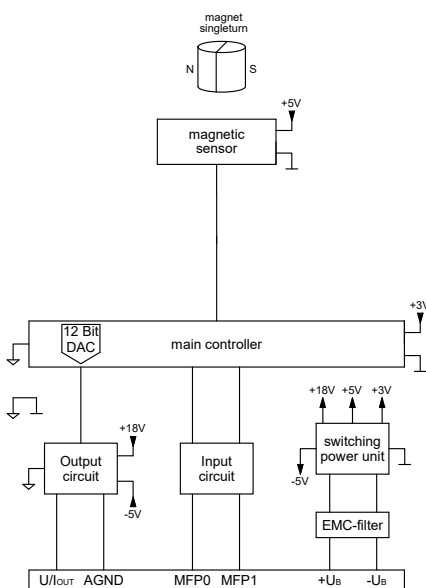 magnet
singleturn
N S
+5V
magnetic
sensor
+3V
12 Bit
DAC
main controller
+18V +5V +3V
+18V
Output
circuit
Input
circuit
switching
power unit
-5V
-5V
EMC-filter
U/IOUT AGND MFP0 MFP1 +UB -UB